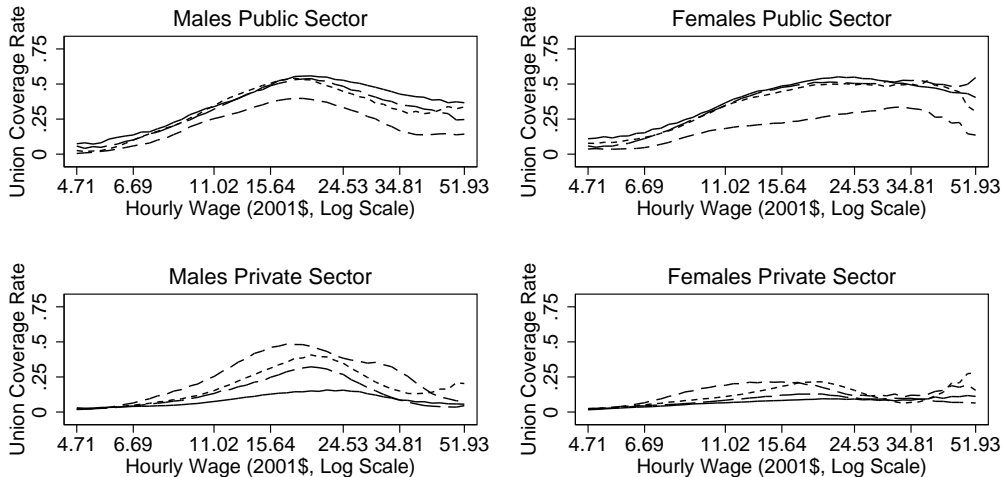 Males Public Sector
Union Coverage Rate
0 .25 .5 .75
4.71 6.69 11.02 15.64 24.53 34.81 51.93
Hourly Wage (2001$, Log Scale)
Females Public Sector
Union Coverage Rate
0 .25 .5 .75
4.71 6.69 11.02 15.64 24.53 34.81 51.93
Hourly Wage (2001$, Log Scale)
Males Private Sector
Union Coverage Rate
0 .25 .5 .75
4.71 6.69 11.02 15.64 24.53 34.81 51.93
Hourly Wage (2001$, Log Scale)
Females Private Sector
Union Coverage Rate
0 .25 .5 .75
4.71 6.69 11.02 15.64 24.53 34.81 51.93
Hourly Wage (2001$, Log Scale)